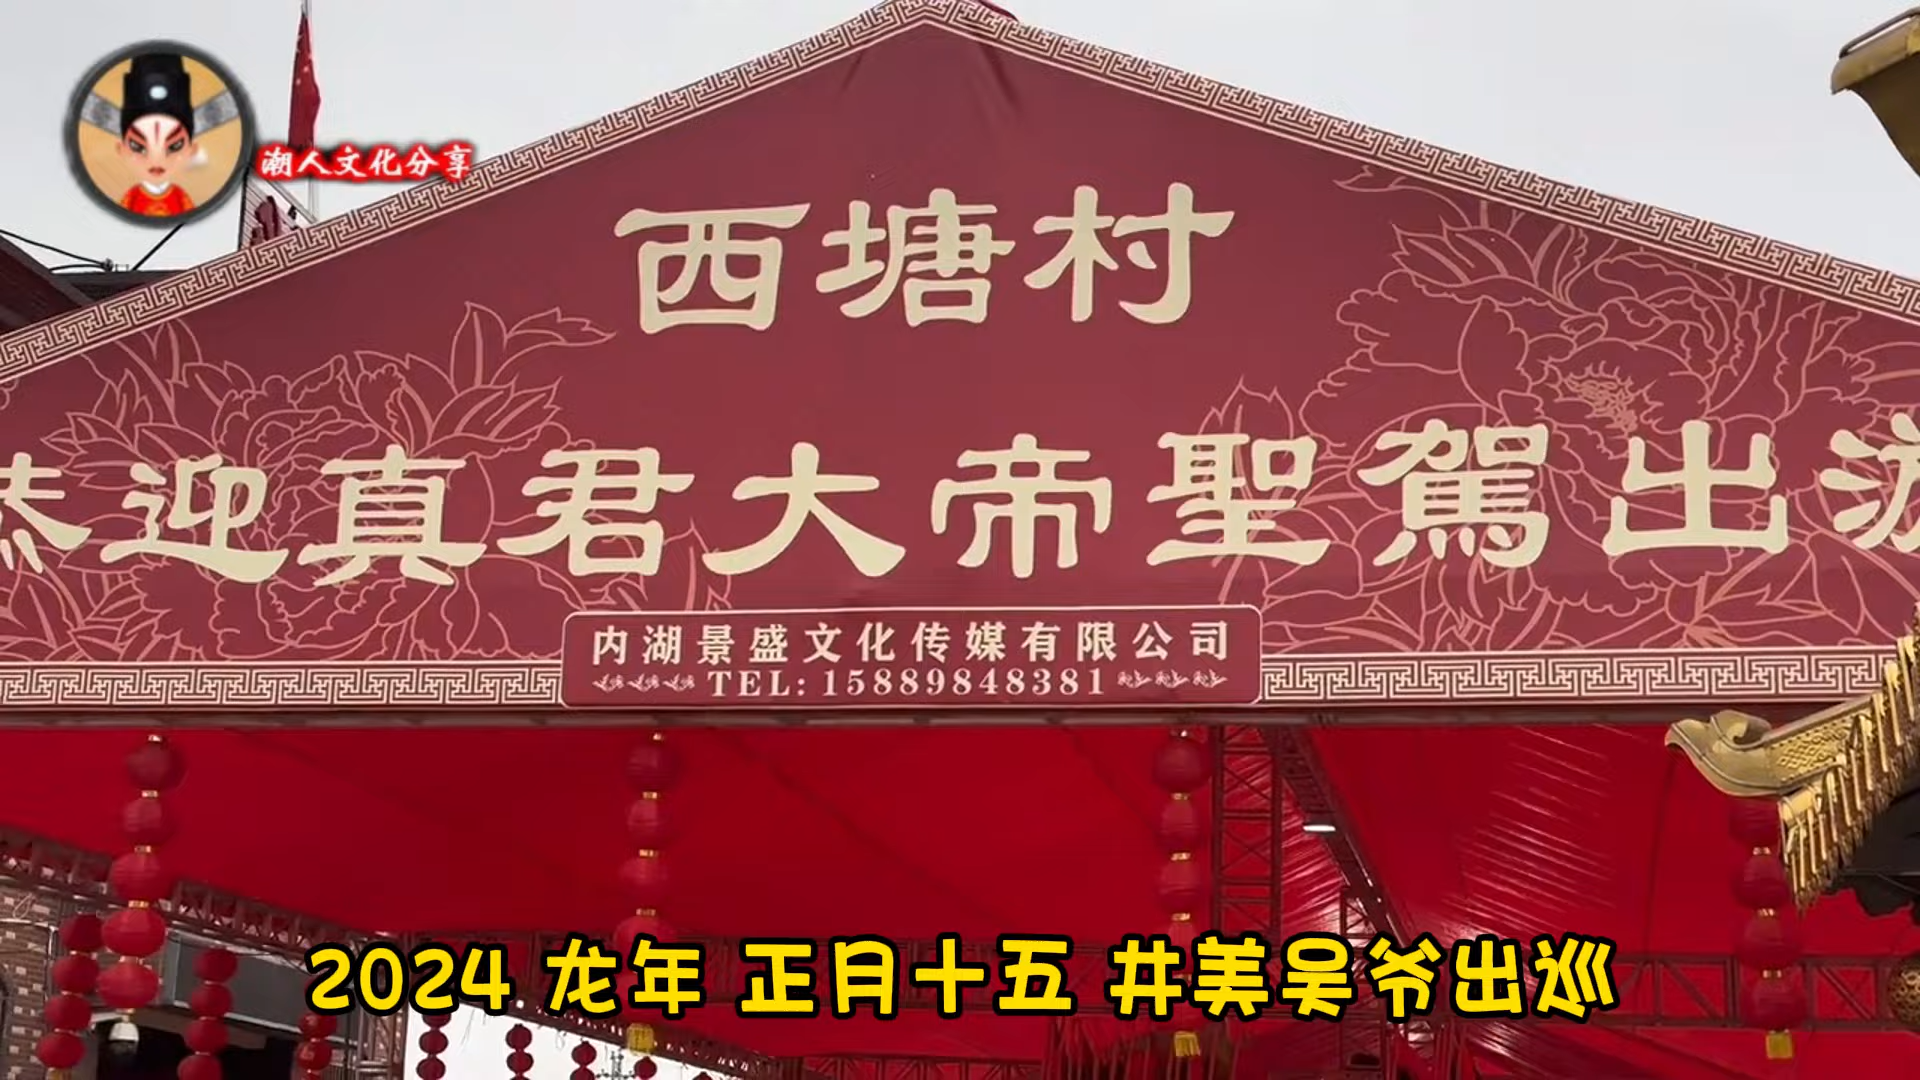 潮人文化分享
西塘村
恭迎真君大帝聖駕出游
内湖景盛文化传媒有限公司
TEL: 15889848381
2024 龙年 正月十五 井美吴爷出巡